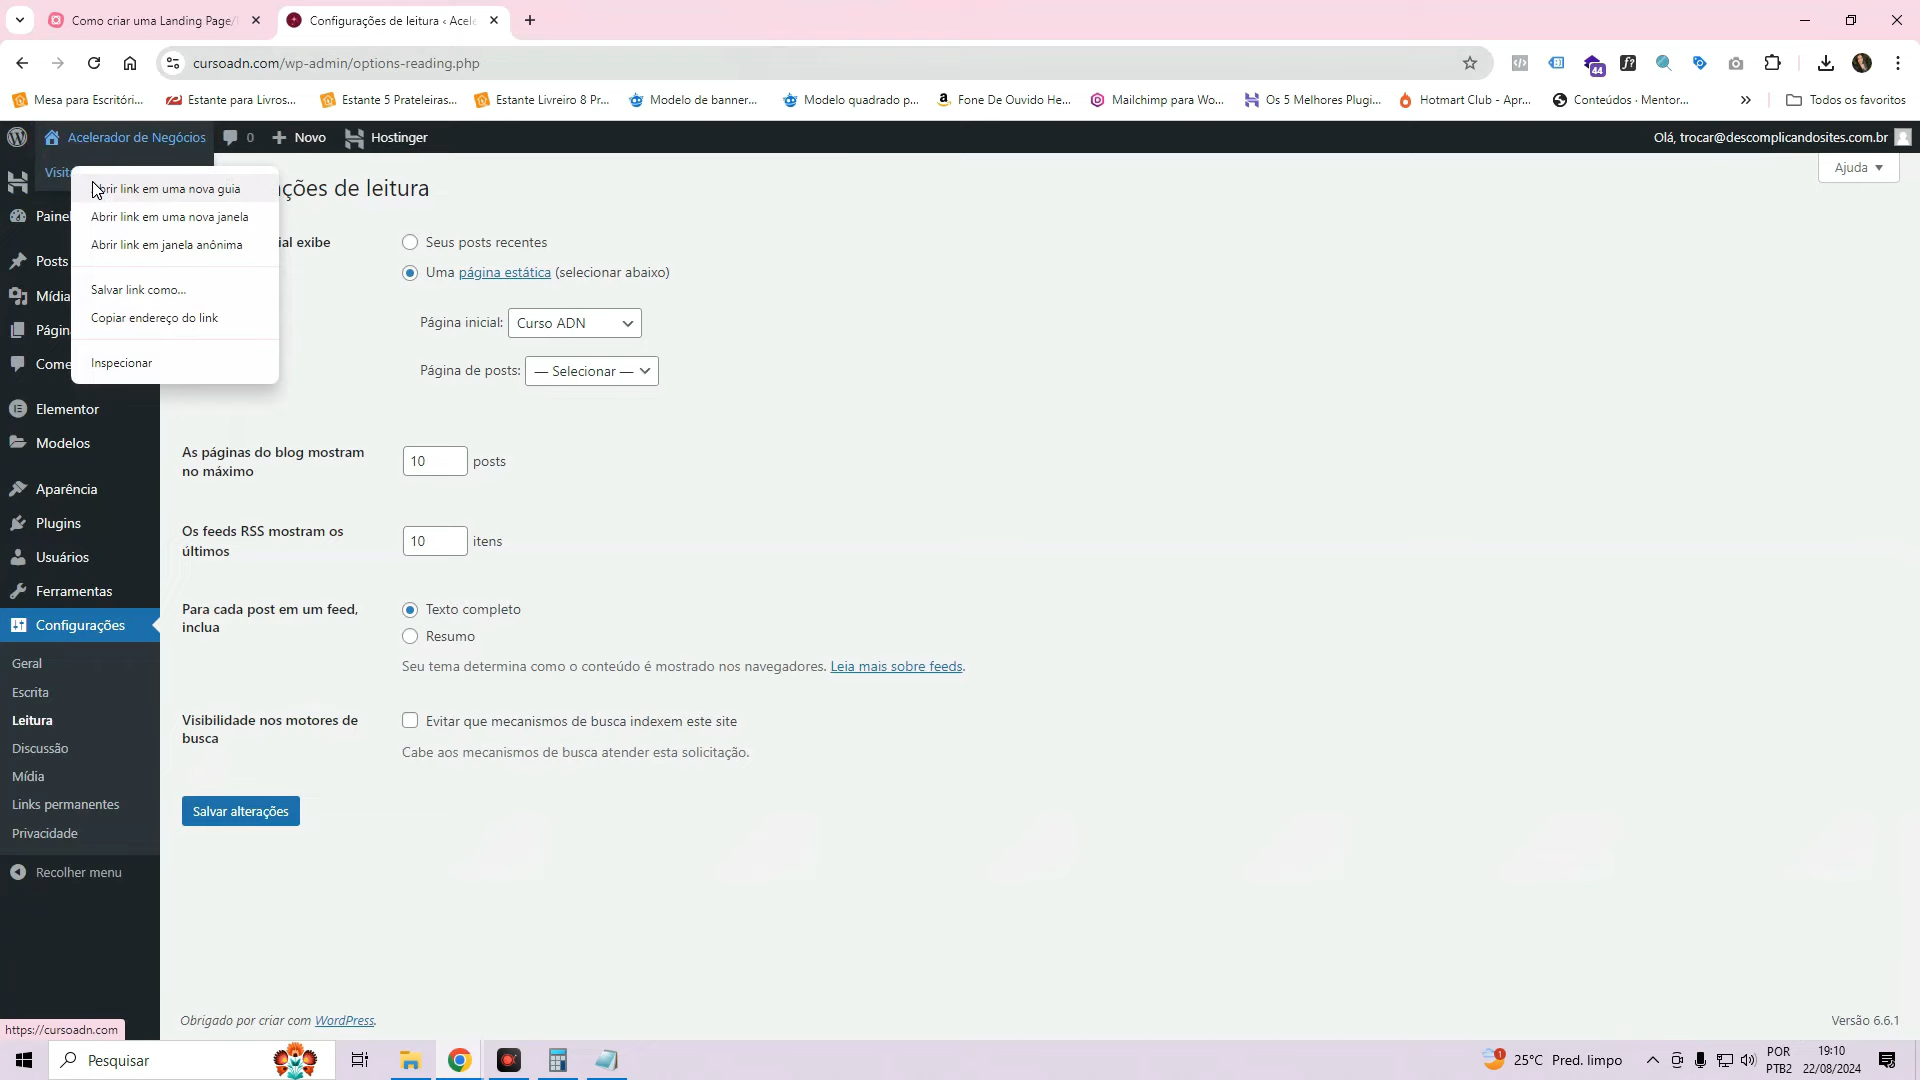 Como criar uma Landing Page/
Configurações de leitura ‹ Acele
cursoadn.com/wp-admin/options-reading.php
44
Mesa para Escritóri...
Estante para Livros...
Estante 5 Prateleiras...
Estante Livreiro 8 Pr...
Modelo de banner...
Modelo quadrado p...
Fone De Ouvido He...
Mailchimp para Wo...
Os 5 Melhores Plugi...
Hotmart Club - Apr...
Conteúdos · Mentor...
»
Todos os favoritos
Acelerador de Negócios
0
Novo
Hostinger
Olá, trocar@descomplicandosites.com.br
Ajuda
Abrir link em uma nova guia
Abrir link em uma nova janela
Abrir link em janela anônima
Salvar link como...
Copiar endereço do link
Inspecionar
ções de leitura
ial exibe
Seus posts recentes
Uma página estática (selecionar abaixo)
Página inicial: Curso ADN
Página de posts: — Selecionar —
As páginas do blog mostram
no máximo
10 posts
Os feeds RSS mostram os
últimos
10 itens
Para cada post em um feed,
inclua
Texto completo
Resumo
Seu tema determina como o conteúdo é mostrado nos navegadores. Leia mais sobre feeds.
Visibilidade nos motores de
busca
Evitar que mecanismos de busca indexem este site
Cabe aos mecanismos de busca atender esta solicitação.
Salvar alterações
Visita
Painel
Posts
Mídia
Págin
Come
Elementor
Modelos
Aparência
Plugins
Usuários
Ferramentas
Configurações
Geral
Escrita
Leitura
Discussão
Mídia
Links permanentes
Privacidade
Recolher menu
Obrigado por criar com WordPress.
Versão 6.6.1
https://cursoadn.com
Pesquisar
1
25°C Pred. limpo
POR
PTB2
19:10
22/08/2024